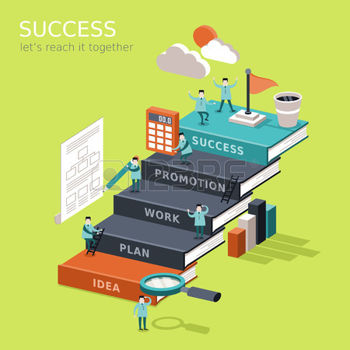 SUCCESS
let's reach it together
00.0
SUCCESS
PROMOTION
WORK
PLAN
IDEA